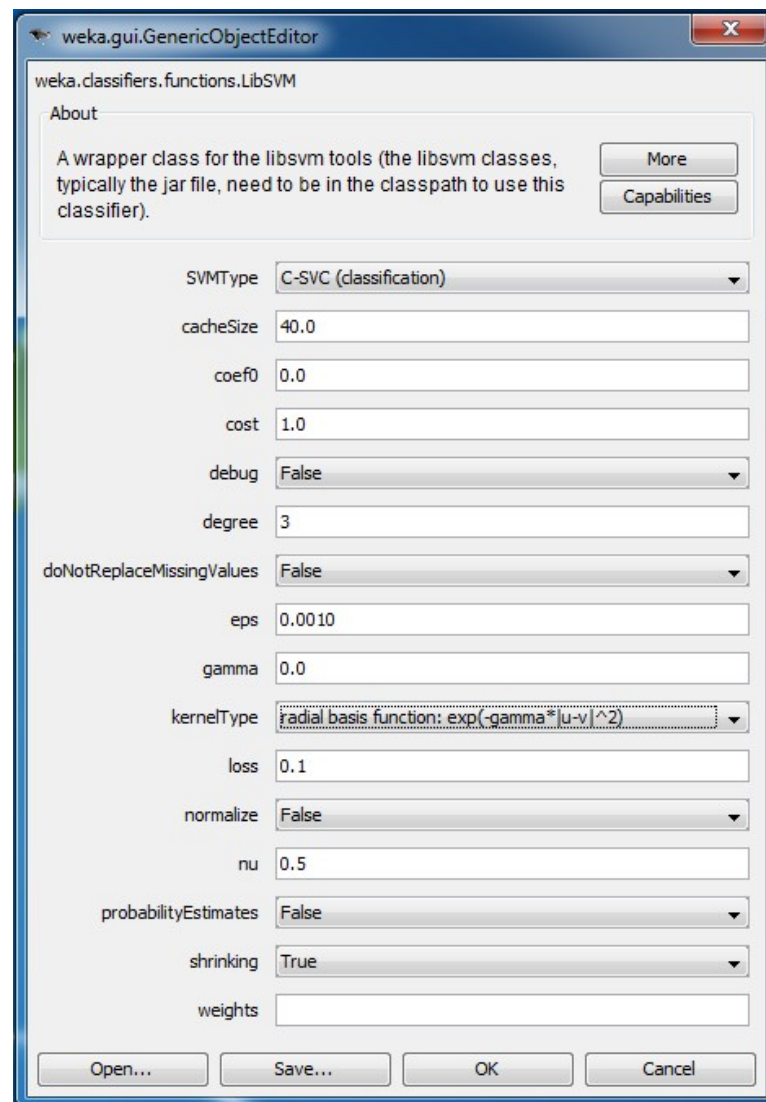 weka.gui.GenericObjectEditor
weka.classifiers.functions.LibSVM
About
A wrapper class for the libsvm tools (the libsvm classes,
typically the jar file, need to be in the classpath to use this
classifier).
More
Capabilities
SVMType C-SVC (classification)
cacheSize 40.0
coef0 0.0
cost 1.0
debug False
degree 3
doNotReplaceMissingValues False
eps 0.0010
gamma 0.0
kernelType radial basis function: exp(-gamma*|u-v|^2)
loss 0.1
normalize False
nu 0.5
probabilityEstimates False
shrinking True
weights
Open... Save... OK Cancel